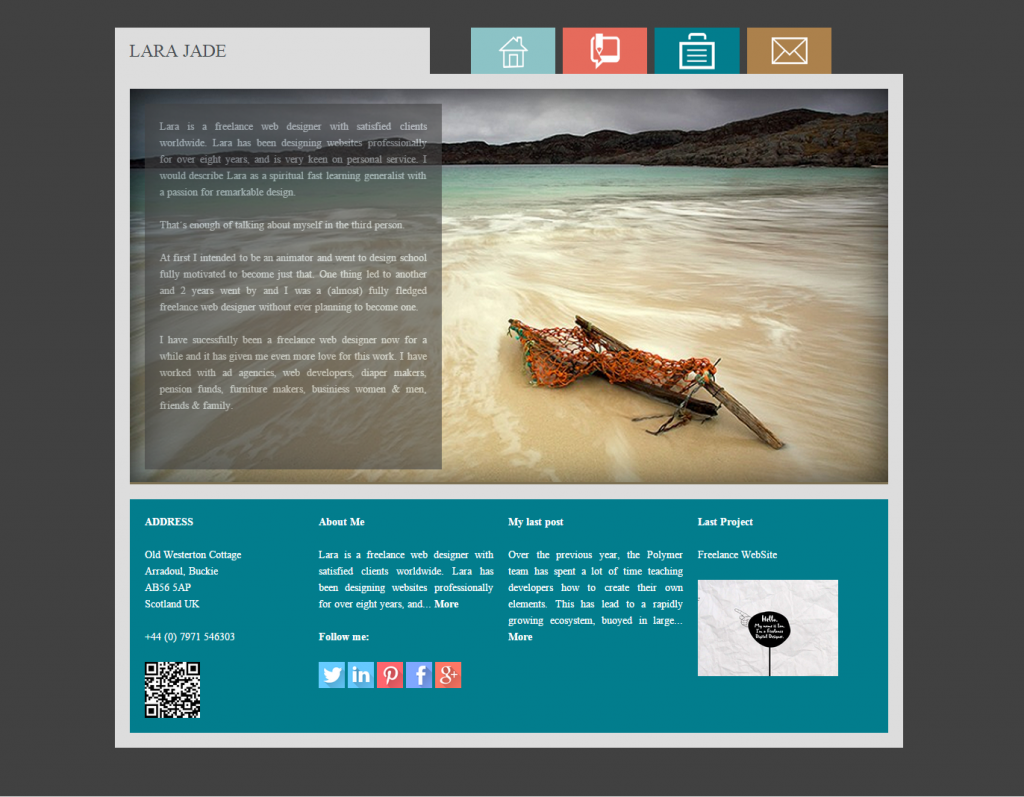 LARA JADE
Lara is a freelance web designer with satisfied clients
worldwide. Lara has been designing websites professionally
for over eight years, and is very keen on personal service. I
would describe Lara as a spiritual fast learning generalist with
a passion for remarkable design.
That's enough of talking about myself in the third person.
At first I intended to be an animator and went to design school
fully motivated to become just that. One thing led to another
and 2 years went by and I was a (almost) fully fledged
freelance web designer without ever planning to become one.
I have sucessfully been a freelance web designer now for a
while and it has given me even more love for this work. I have
worked with ad agencies, web developers, diaper makers,
pension funds, furniture makers, businiess women & men,
friends & family.
ADDRESS
Old Westerton Cottage
Arradoul, Buckie
AB56 5AP
Scotland UK
+44 (0) 7971 546303
About Me
Lara is a freelance web designer with
satisfied clients worldwide. Lara has
been designing websites professionally
for over eight years, and... More
Follow me:
in
g+
My last post
Over the previous year, the Polymer
team has spent a lot of time teaching
developers how to create their own
elements. This has lead to a rapidly
growing ecosystem, buoyed in large...
More
Last Project
Freelance WebSite
Hello,
My name is Ian,
I'm a Freelance
Digital Designer.